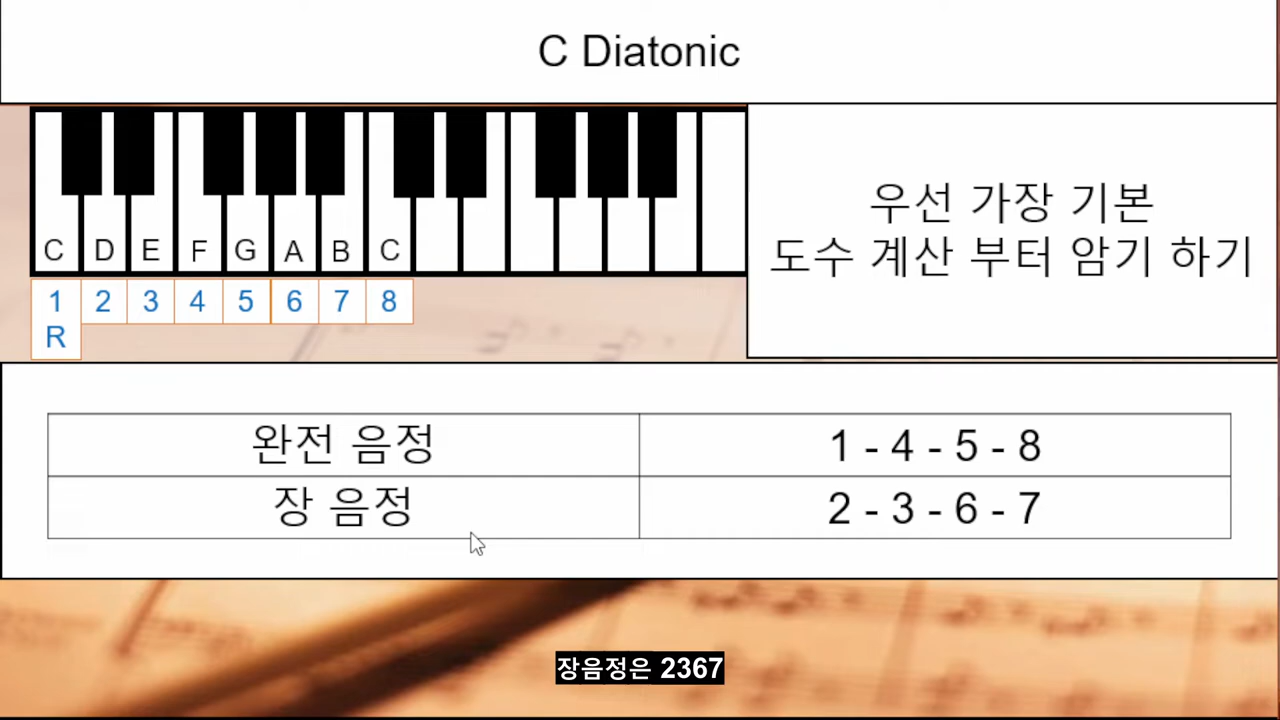 C Diatonic
C D E F G A B C
1 2 3 4 5 6 7 8
R
우선 가장 기본
도수 계산 부터 암기 하기
완전 음정 1 - 4 - 5 - 8
장 음정 2 - 3 - 6 - 7
장음정은 2367